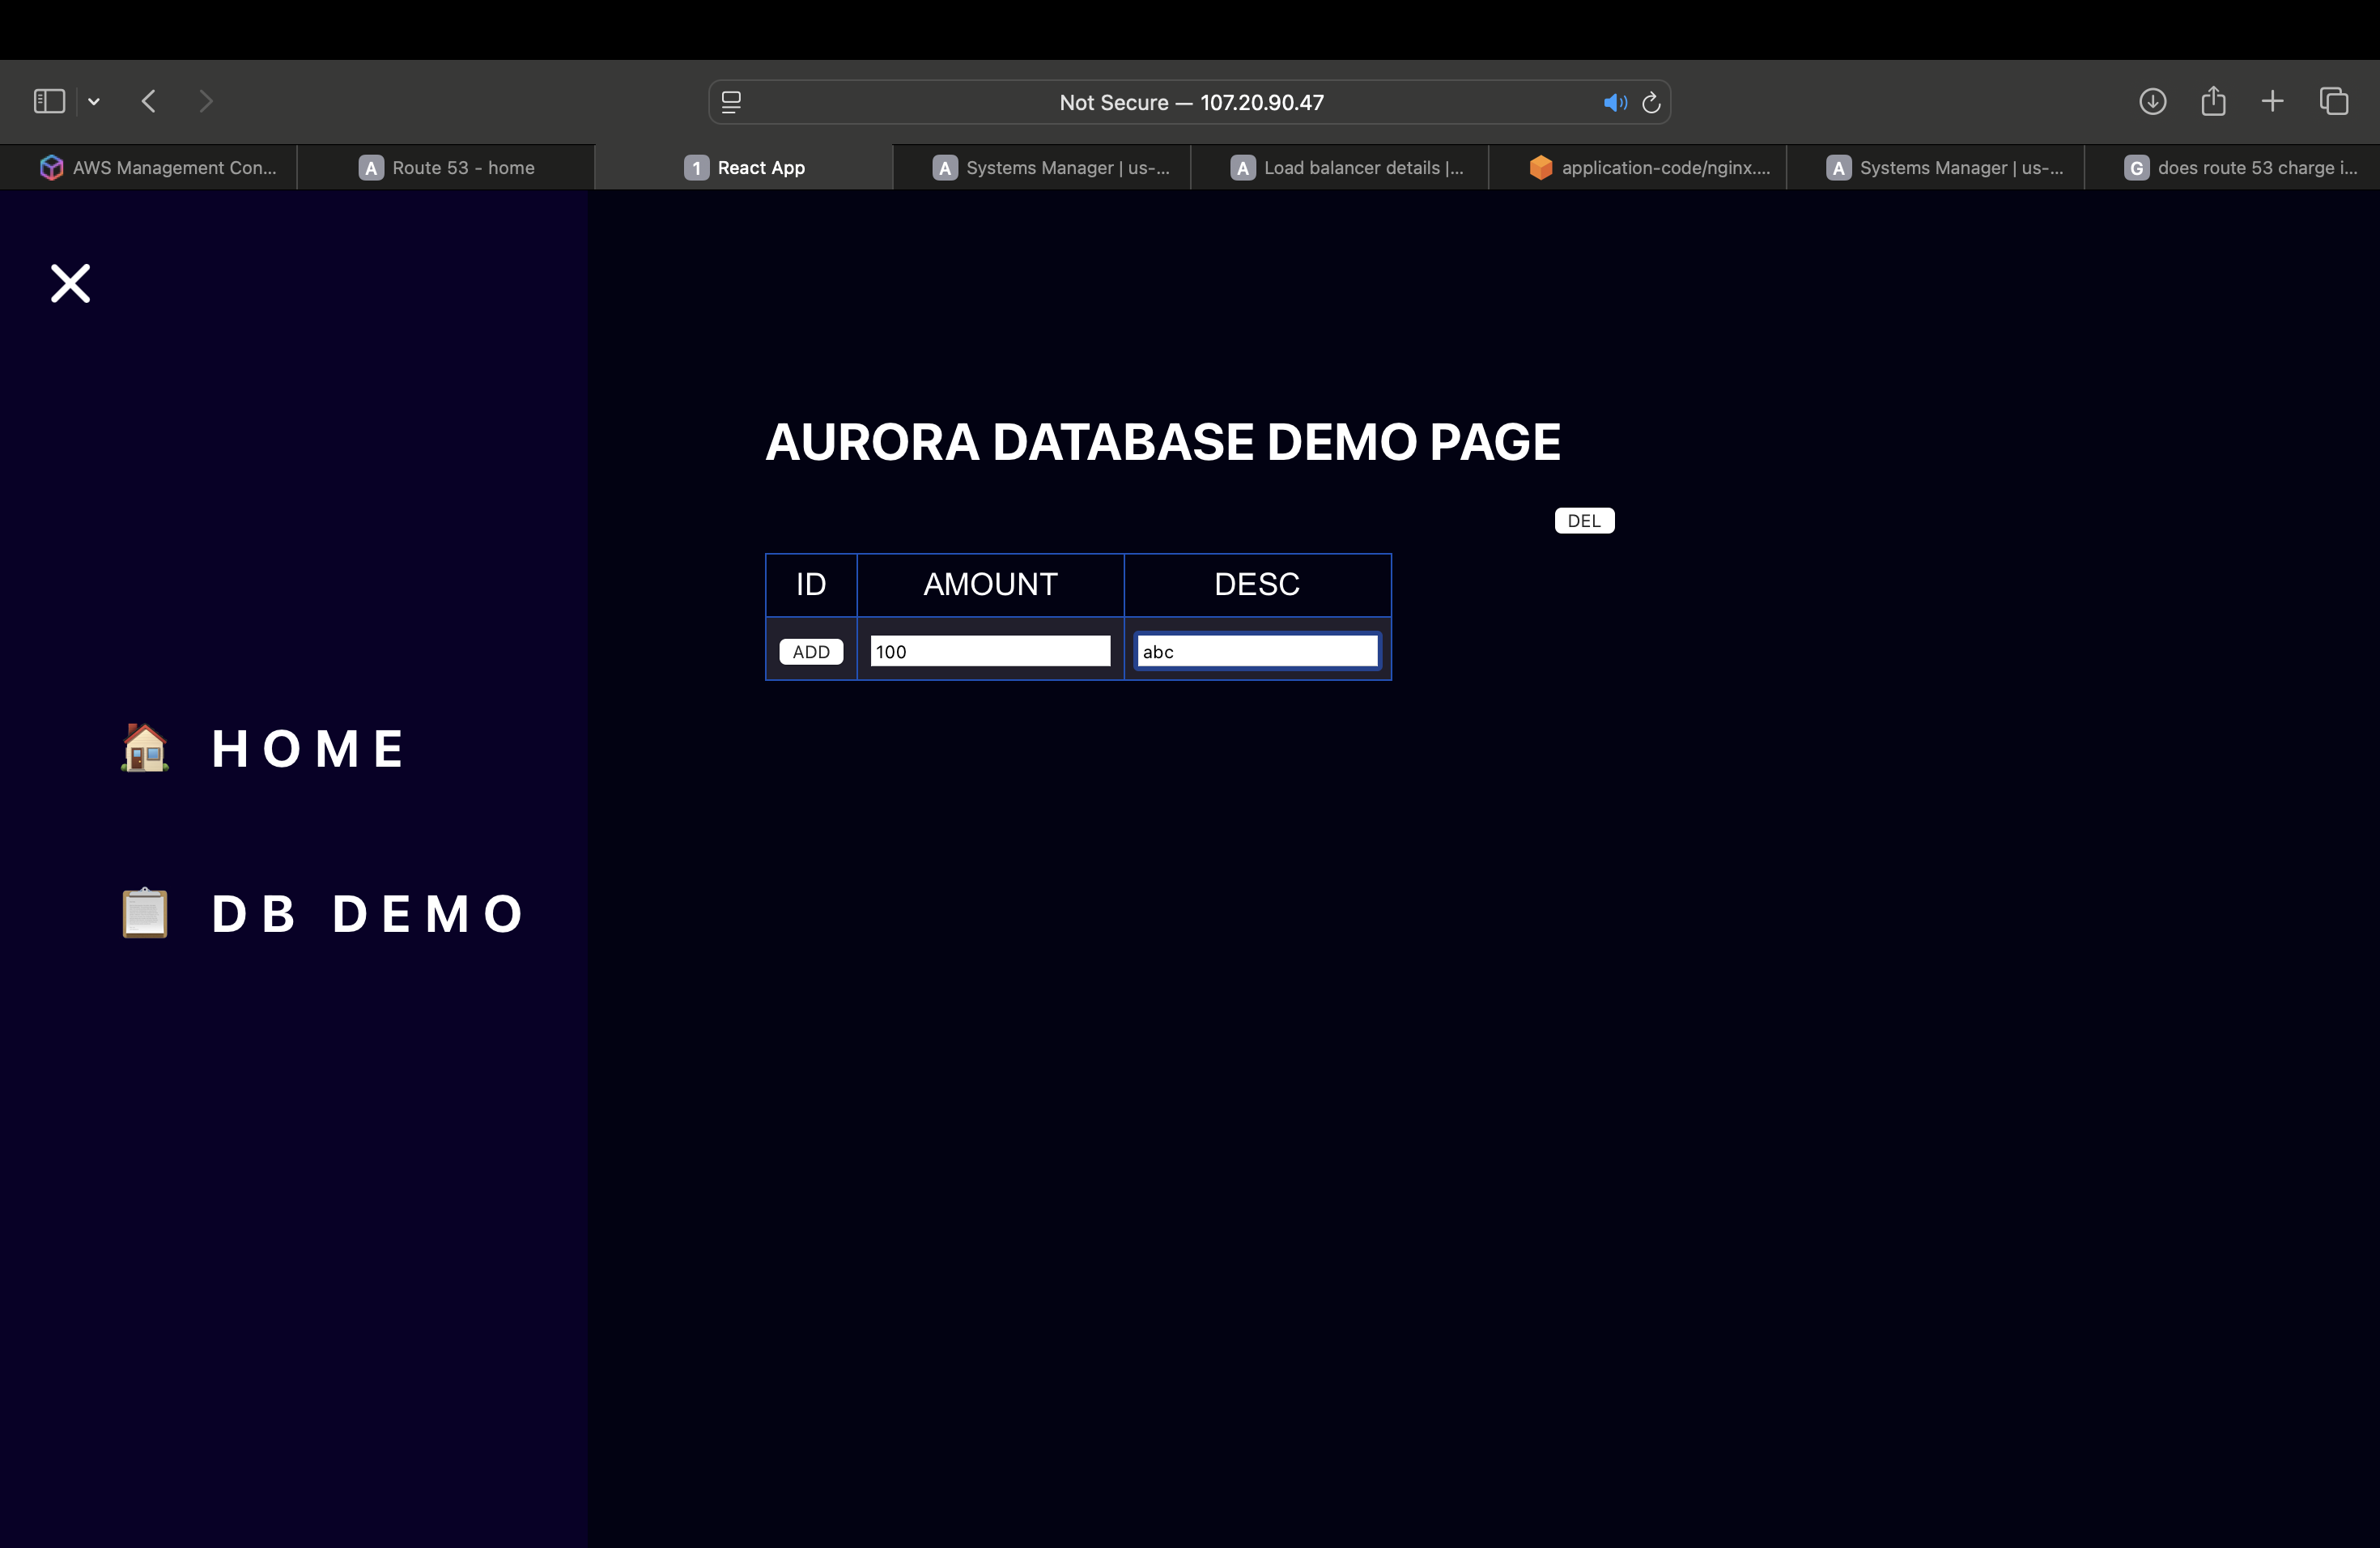 Not Secure — 107.20.90.47
AWS Management Con...
A Route 53 - home
1 React App
A Systems Manager | us-...
A Load balancer details |...
application-code/nginx....
A Systems Manager | us-...
G does route 53 charge i...
AURORA DATABASE DEMO PAGE
DEL
ID AMOUNT DESC
ADD 100 abc
HOME
DB DEMO